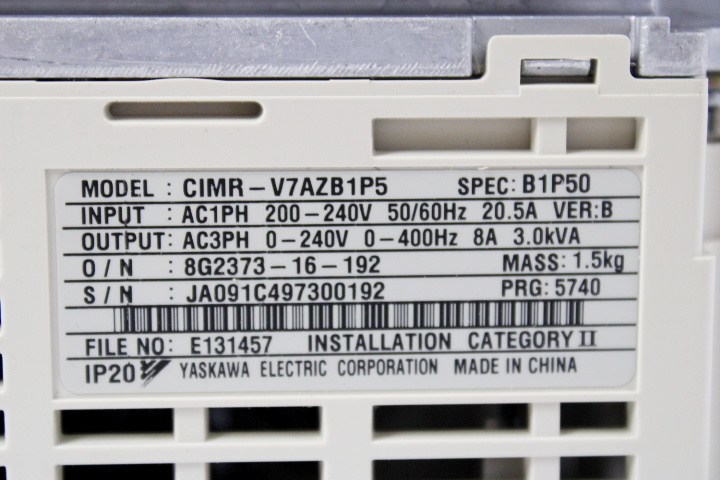 MODEL : CIMR-V7AZB1P5 SPEC: B1P50
INPUT : AC1PH 200-240V 50/60Hz 20.5A VER:B
OUTPUT: AC3PH 0-240V 0-400Hz 8A 3.0kVA
O / N : 8G2373-16-192 MASS: 1.5kg
S / N : JA091C497300192 PRG: 5740
FILE NO: E131457 INSTALLATION CATEGORY II
IP20 YASKAWA ELECTRIC CORPORATION MADE IN CHINA